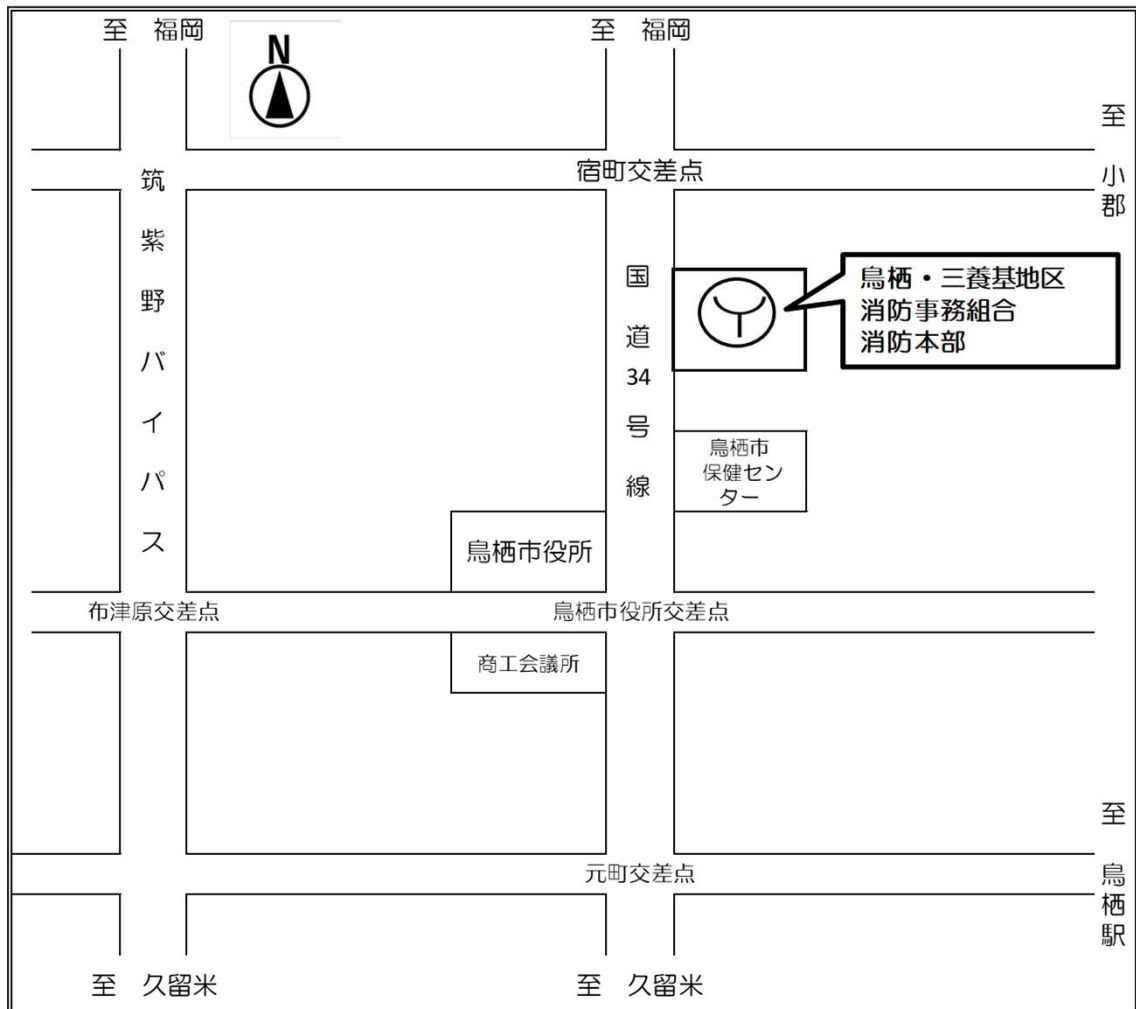 至 福岡
至 福岡
N
至 小郡
宿町交差点
筑紫野バイパス
国道34号線
鳥栖・三養基地区
消防事務組合
消防本部
鳥栖市
保健セン
ター
鳥栖市役所
布津原交差点
鳥栖市役所交差点
商工会議所
至 鳥栖駅
元町交差点
至 久留米
至 久留米